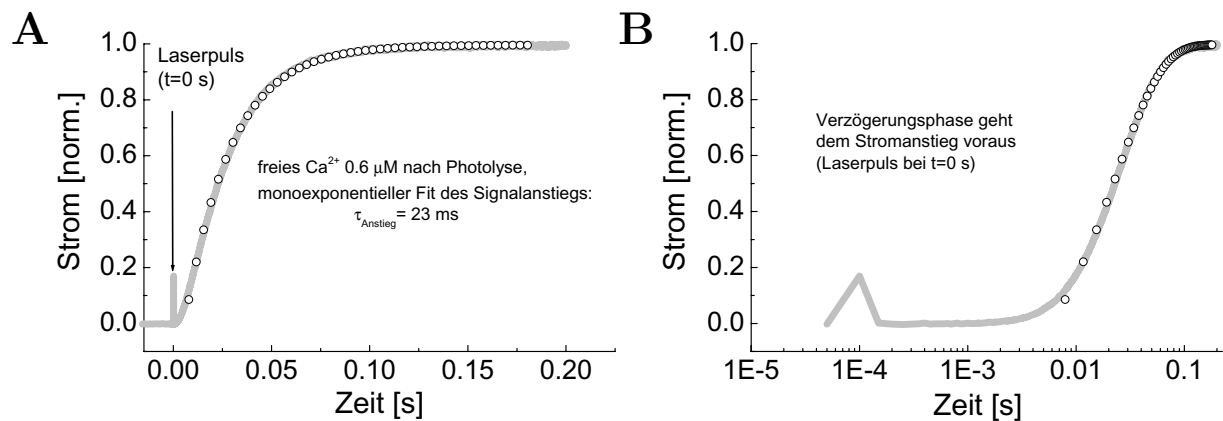 A
Strom [norm.]
1.0
0.8
0.6
0.4
0.2
0.0
Laserpuls
(t=0 s)
freies Ca²⁺ 0.6 μM nach Photolyse,
monoexponentieller Fit des Signalanstiegs:
τ_Anstieg = 23 ms
0.00 0.05 0.10 0.15 0.20
Zeit [s]
B
Strom [norm.]
1.0
0.8
0.6
0.4
0.2
0.0
Verzögerungsphase geht
dem Stromanstieg voraus
(Laserpuls bei t=0 s)
1E-5 1E-4 1E-3 0.01 0.1
Zeit [s]